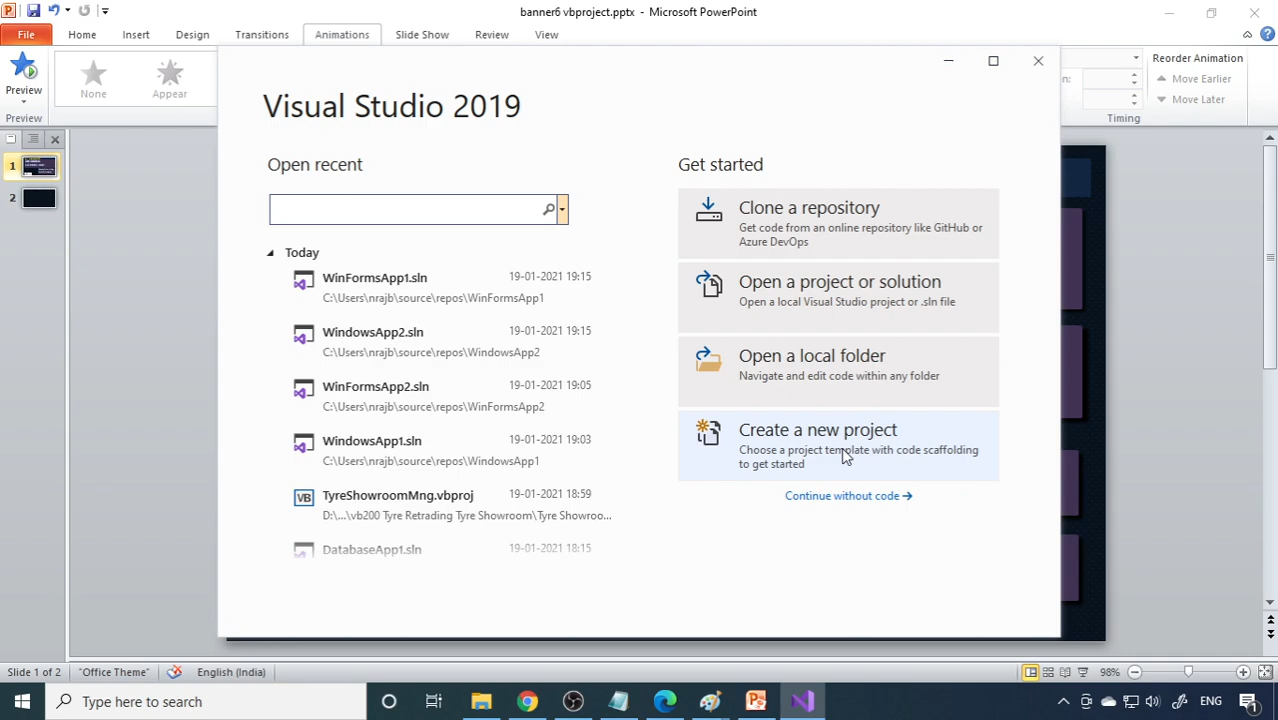 banner6 vbproject.pptx - Microsoft PowerPoint
File Home Insert Design Transitions Animations Slide Show Review View
Preview
None
Appear
Preview
Reorder Animation
Move Earlier
Move Later
Timing
1
2
Visual Studio 2019
Open recent
Today
WinFormsApp1.sln 19-01-2021 19:15
C:\Users\nrajb\source\repos\WinFormsApp1
WindowsApp2.sln 19-01-2021 19:15
C:\Users\nrajb\source\repos\WindowsApp2
WinFormsApp2.sln 19-01-2021 19:05
C:\Users\nrajb\source\repos\WinFormsApp2
WindowsApp1.sln 19-01-2021 19:03
C:\Users\nrajb\source\repos\WindowsApp1
VB
TyreShowroomMng.vbproj 19-01-2021 18:59
D:\...\vb200 Tyre Retrading Tyre Showroom\Tyre Showroo...
DatabaseApp1.sln 19-01-2021 18:15
Get started
Clone a repository
Get code from an online repository like GitHub or
Azure DevOps
Open a project or solution
Open a local Visual Studio project or .sln file
Open a local folder
Navigate and edit code within any folder
Create a new project
Choose a project template with code scaffolding
to get started
Continue without code
Slide 1 of 2 "Office Theme" English (India) 98%
Type here to search
ENG
1